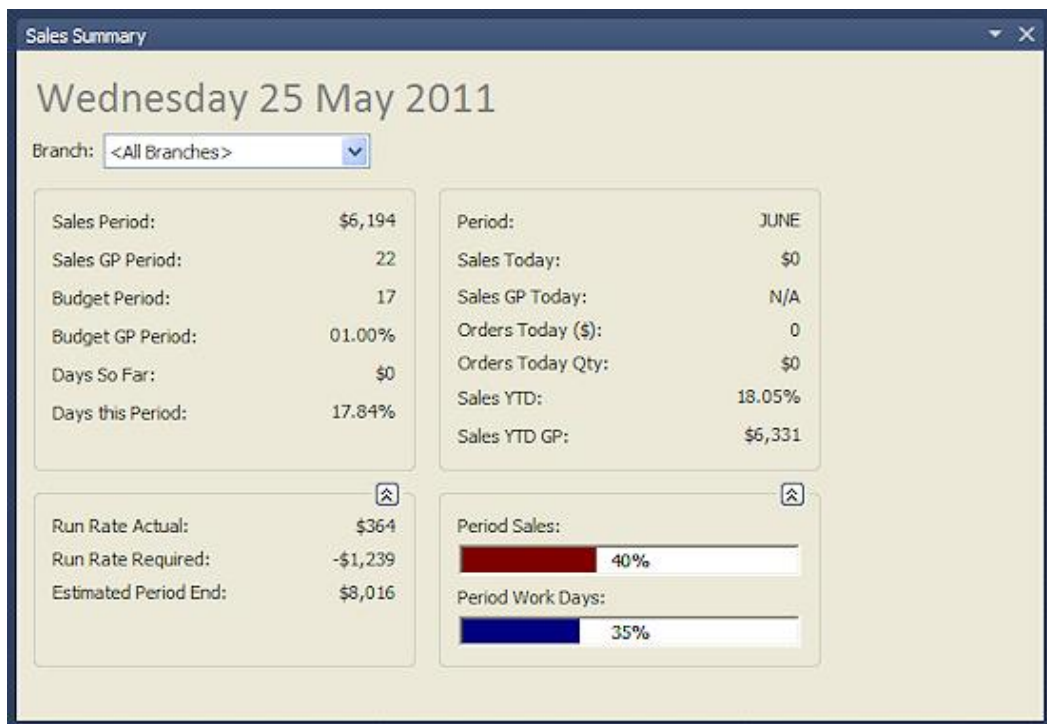 Sales Summary
Wednesday 25 May 2011
Branch: <All Branches>
Sales Period: $6,194
Sales GP Period: 22
Budget Period: 17
Budget GP Period: 01.00%
Days So Far: $0
Days this Period: 17.84%
Period: JUNE
Sales Today: $0
Sales GP Today: N/A
Orders Today ($): 0
Orders Today Qty: $0
Sales YTD: 18.05%
Sales YTD GP: $6,331
Run Rate Actual: $364
Run Rate Required: -$1,239
Estimated Period End: $8,016
Period Sales:
40%
Period Work Days:
35%